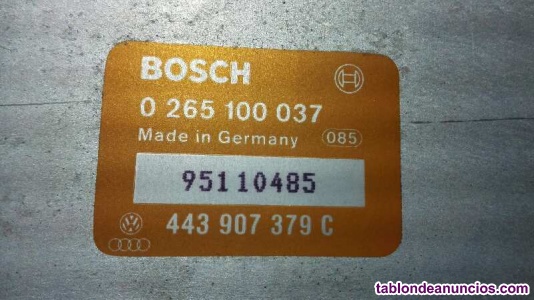 BOSCH
0 265 100 037
Made in Germany 085
95110485
443 907 379 C
tablondeanuncios.com